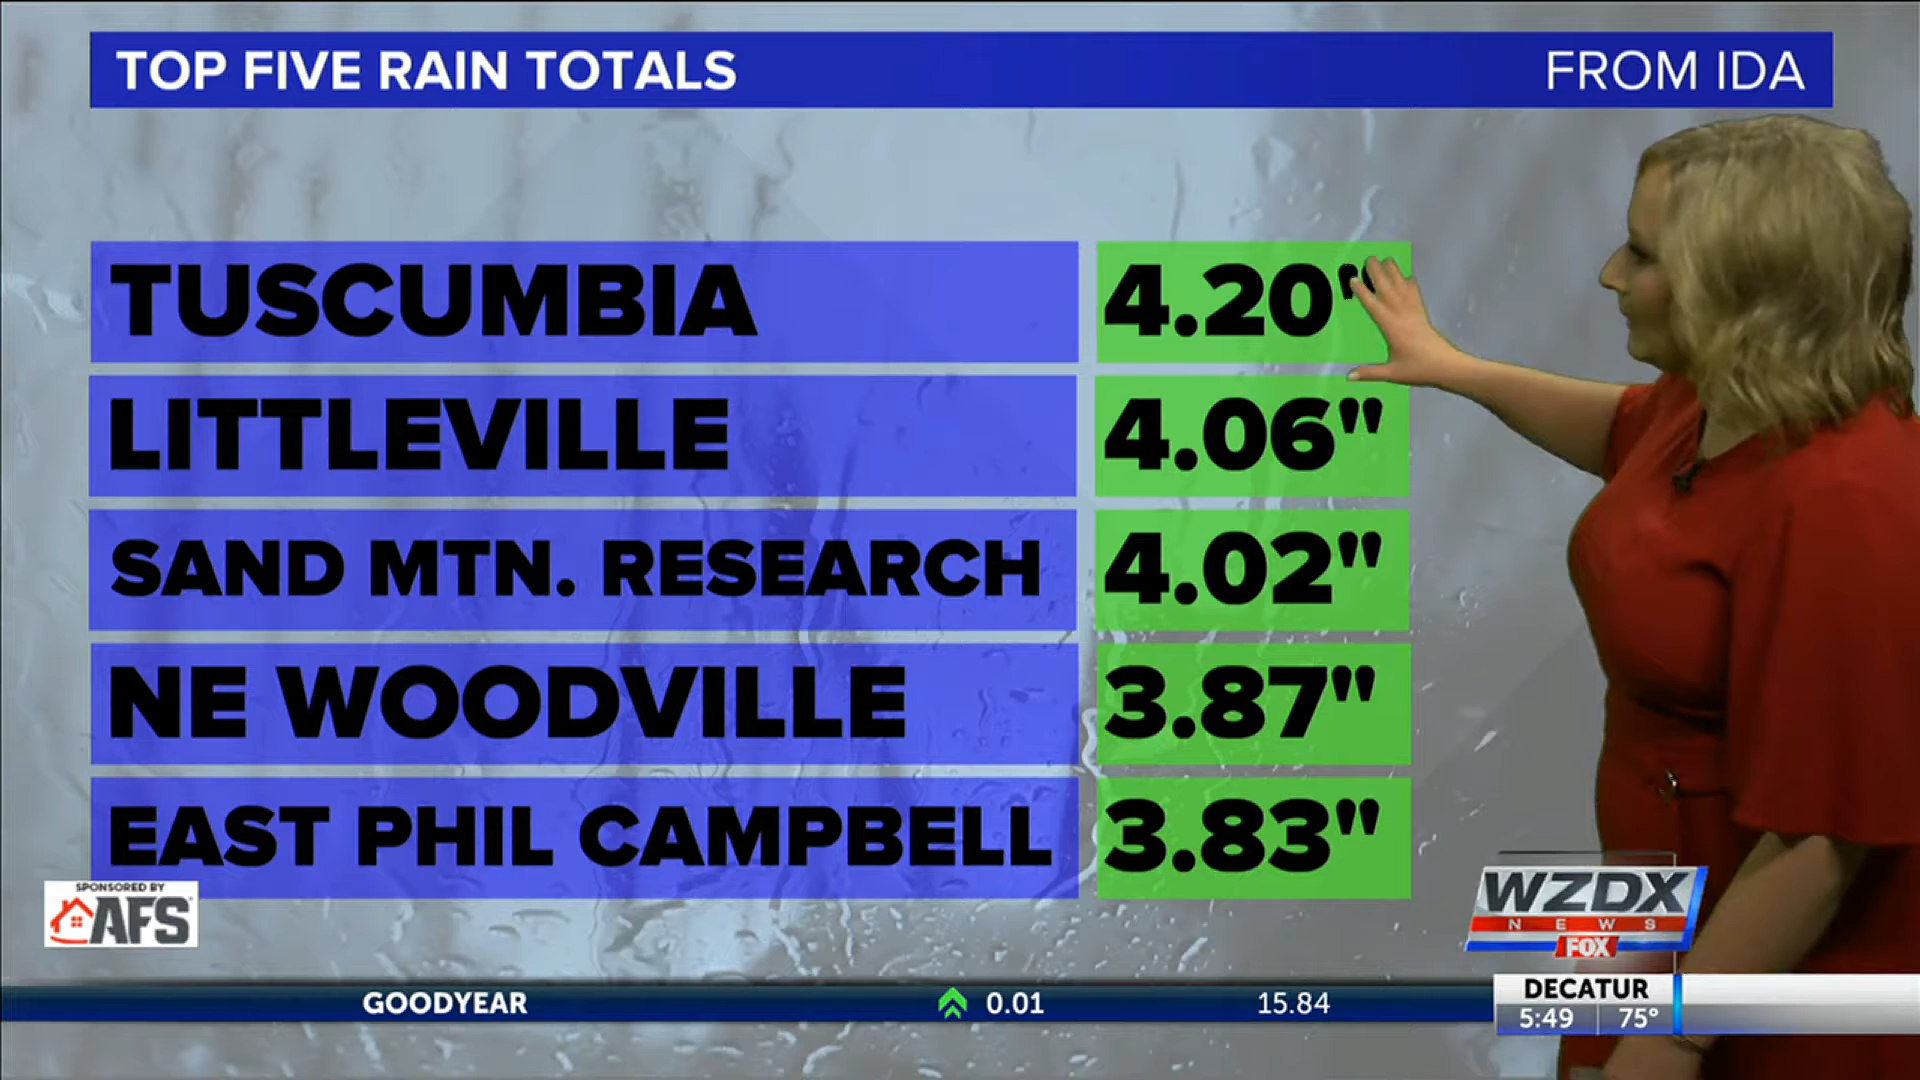 TOP FIVE RAIN TOTALS FROM IDA
TUSCUMBIA 4.20"
LITTLEVILLE 4.06"
SAND MTN. RESEARCH 4.02"
NE WOODVILLE 3.87"
EAST PHIL CAMPBELL 3.83"
SPONSORED BY
AFS
WZDX
NEWS
FOX
GOODYEAR 0.01 15.84
DECATUR
5:49 75°